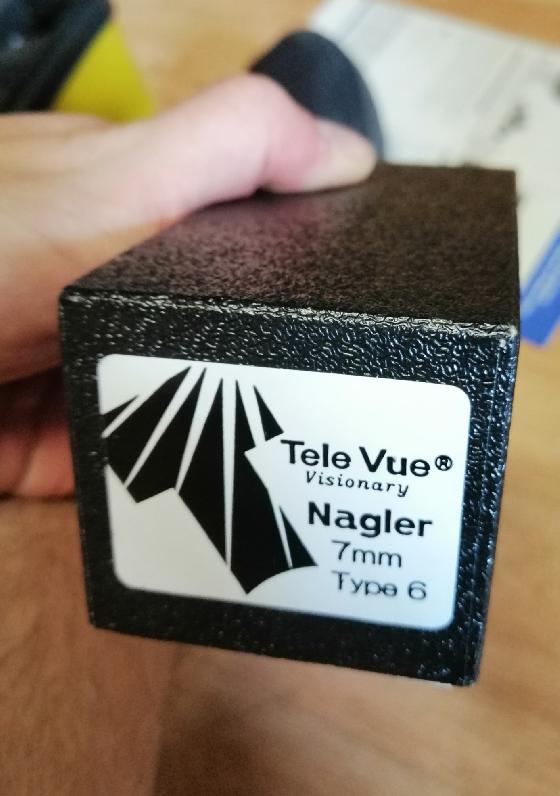 Tele Vue®
Visionary
Nagler
7mm
Type 6